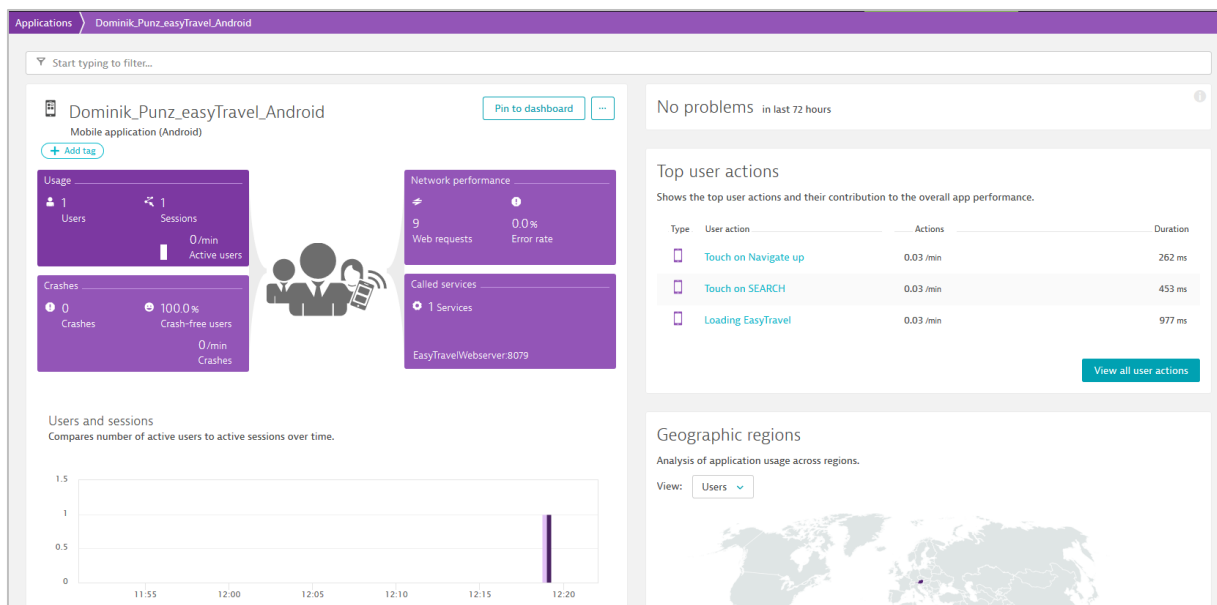 Applications
Dominik_Punz_easyTravel_Android
Start typing to filter...
Dominik_Punz_easyTravel_Android
Mobile application (Android)
Pin to dashboard
...
+ Add tag
Usage
1
Users
1
Sessions
0/min
Active users
Crashes
0
Crashes
100.0%
Crash-free users
0/min
Crashes
Network performance
9
Web requests
0.0%
Error rate
Called services
1 Services
EasyTravelWebserver:8079
Users and sessions
Compares number of active users to active sessions over time.
1.5
1
0.5
0
11:55 12:00 12:05 12:10 12:15 12:20
No problems in last 72 hours
Top user actions
Shows the top user actions and their contribution to the overall app performance.
Type User action Actions Duration
Touch on Navigate up 0.03 /min 262 ms
Touch on SEARCH 0.03 /min 453 ms
Loading EasyTravel 0.03 /min 977 ms
View all user actions
Geographic regions
Analysis of application usage across regions.
View: Users